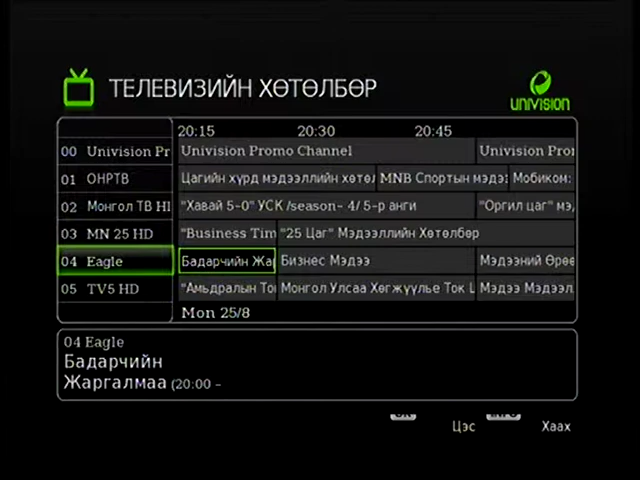 ТЕЛЕВИЗИЙН ХӨТӨЛБӨР
UNIVISION
20:15 20:30 20:45
00 Univision Pr Univision Promo Channel Univision Pro
01 ОНРТВ Цагийн хүрд мэдээллийн хөтө MNB Спортын мэдэ Мобиком:
02 Монгол ТВ "Хавай 5-0" УСК /season- 4/ 5-р анги "Оргил цаг" мэ
03 MN 25 HD "Business Tim "25 Цаг" Мэдээллийн Хөтөлбөр
04 Eagle Бадарчийн Жар Бизнес Мэдээ Мэдээний Өрөө
05 TV5 HD "Амьдралын То Монгол Улсаа Хөгжүүлье Ток Мэдээ Мэдээл
Mon 25/8
04 Eagle
Бадарчийн
Жаргалмаа (20:00 -
Цэс Хаах